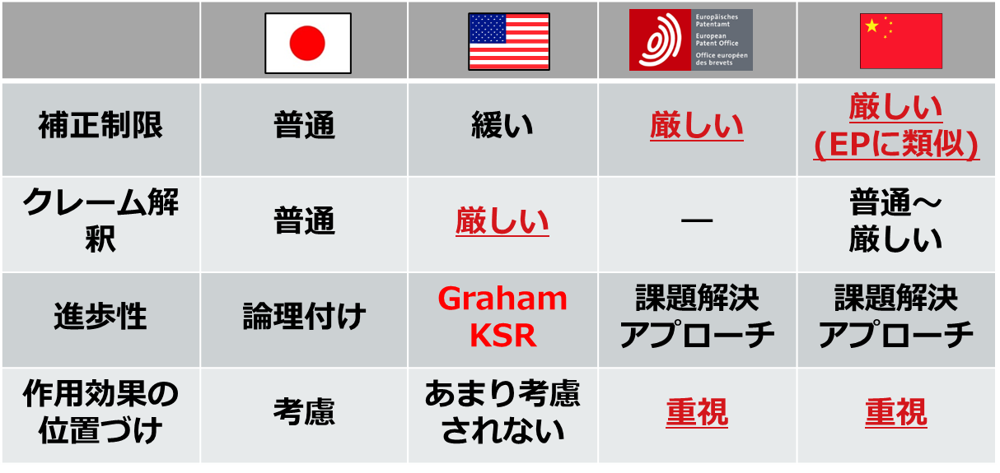 Europäisches
Patentamt
European
Patent Office
Office européen
des brevets
補正制限
普通
緩い
厳しい
厳しい
(EPに類似)
クレーム解
釈
普通
厳しい
―
普通～
厳しい
進歩性
論理付け
Graham
KSR
課題解決
アプローチ
課題解決
アプローチ
作用効果の
位置づけ
考慮
あまり考慮
されない
重視
重視